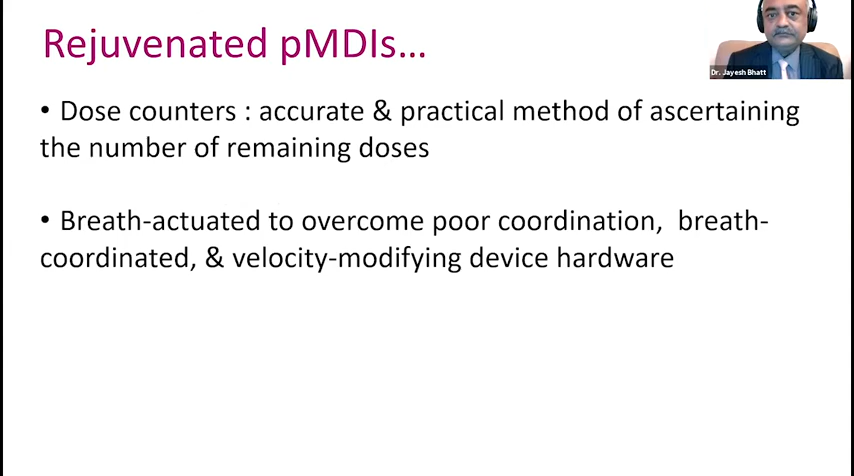 Rejuvenated pMDIs...
Dr. Jayesh Bhatt
• Dose counters : accurate & practical method of ascertaining
the number of remaining doses
• Breath-actuated to overcome poor coordination, breath-
coordinated, & velocity-modifying device hardware